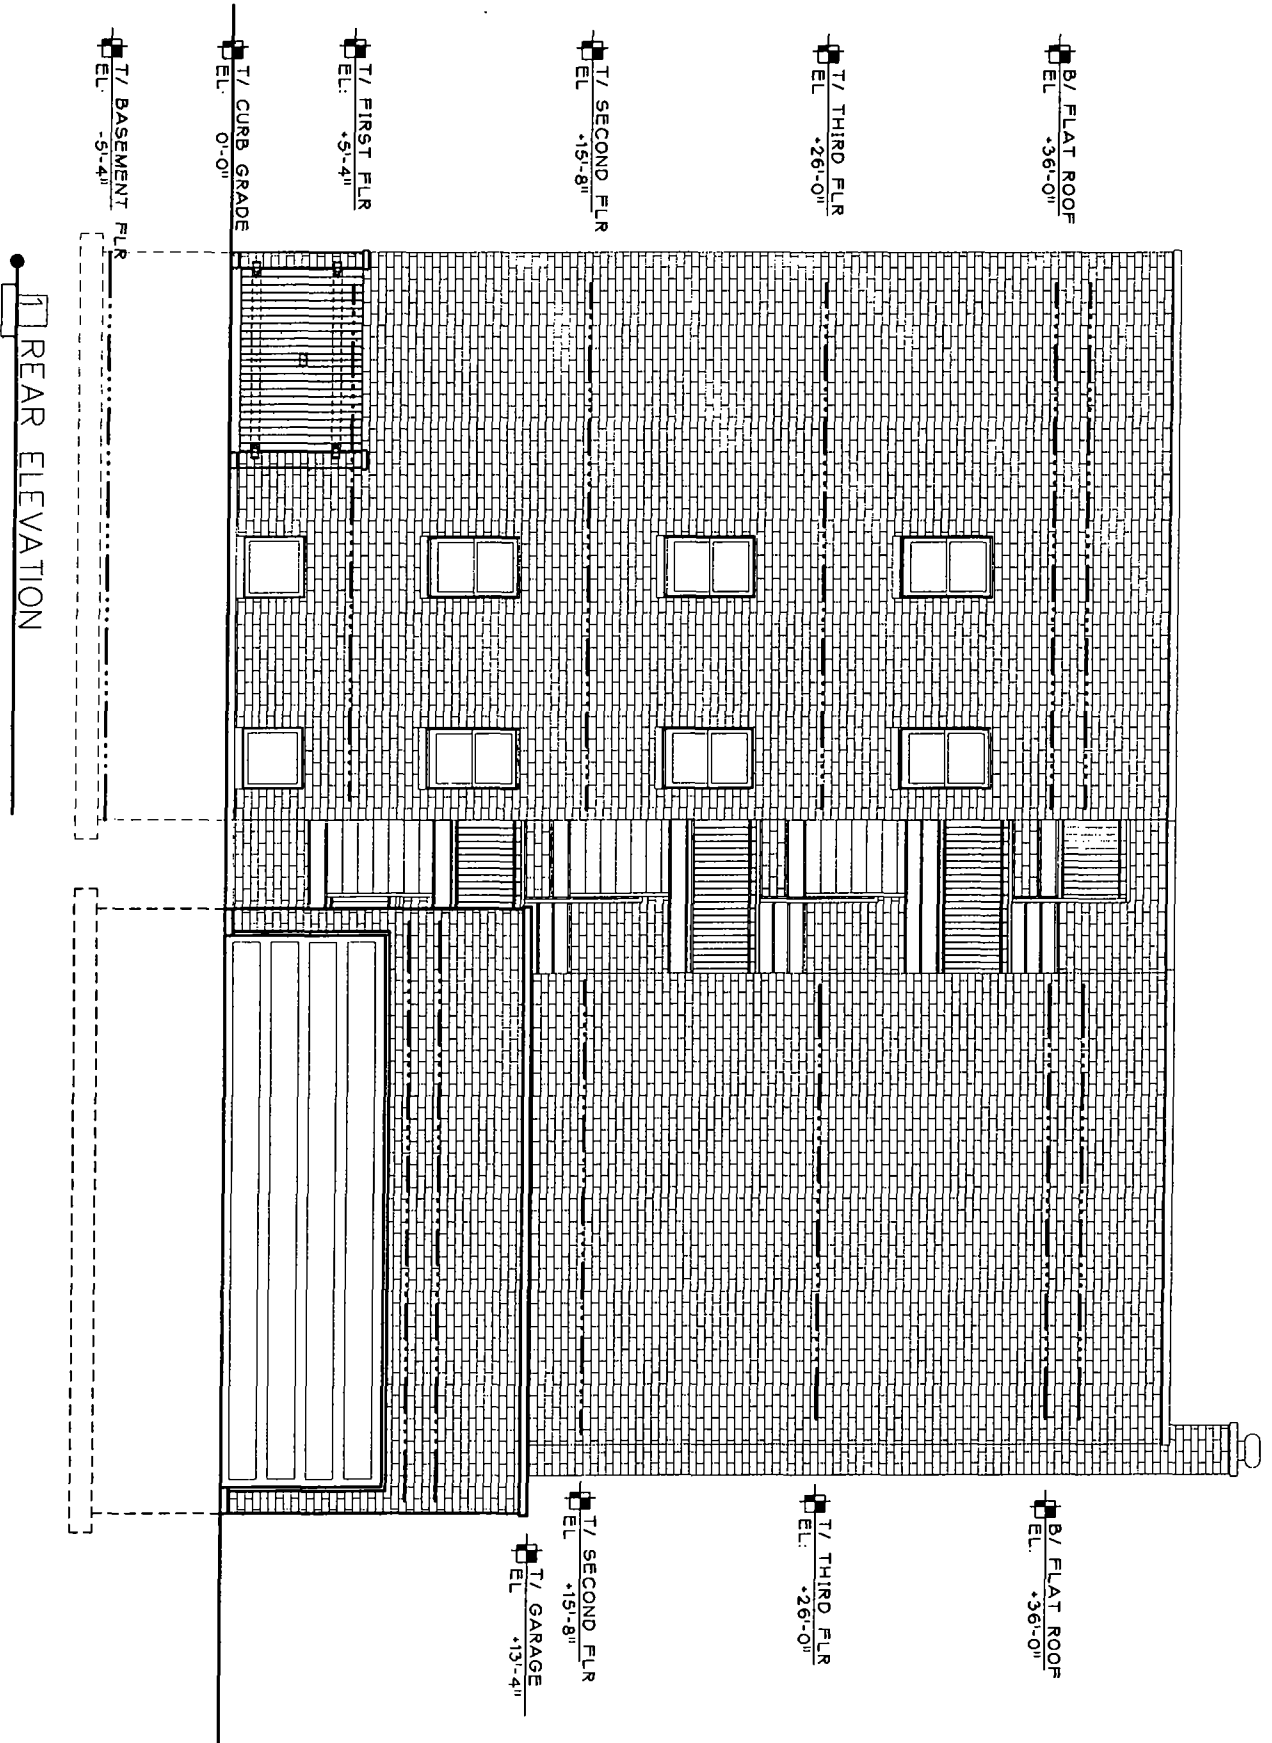 B/ FLAT ROOF
EL +36'-0"
T/ THIRD FLR
EL +26'-0"
T/ SECOND FLR
EL +15'-8"
T/ FIRST FLR
EL: +5'-4"
T/ CURB GRADE
EL: 0'-0"
T/ BASEMENT FLR
EL: -5'-4"
B/ FLAT ROOF
EL: +36'-0"
T/ THIRD FLR
EL: +26'-0"
T/ SECOND FLR
EL +15'-8"
T/ GARAGE
EL +13'-4"
1 REAR ELEVATION